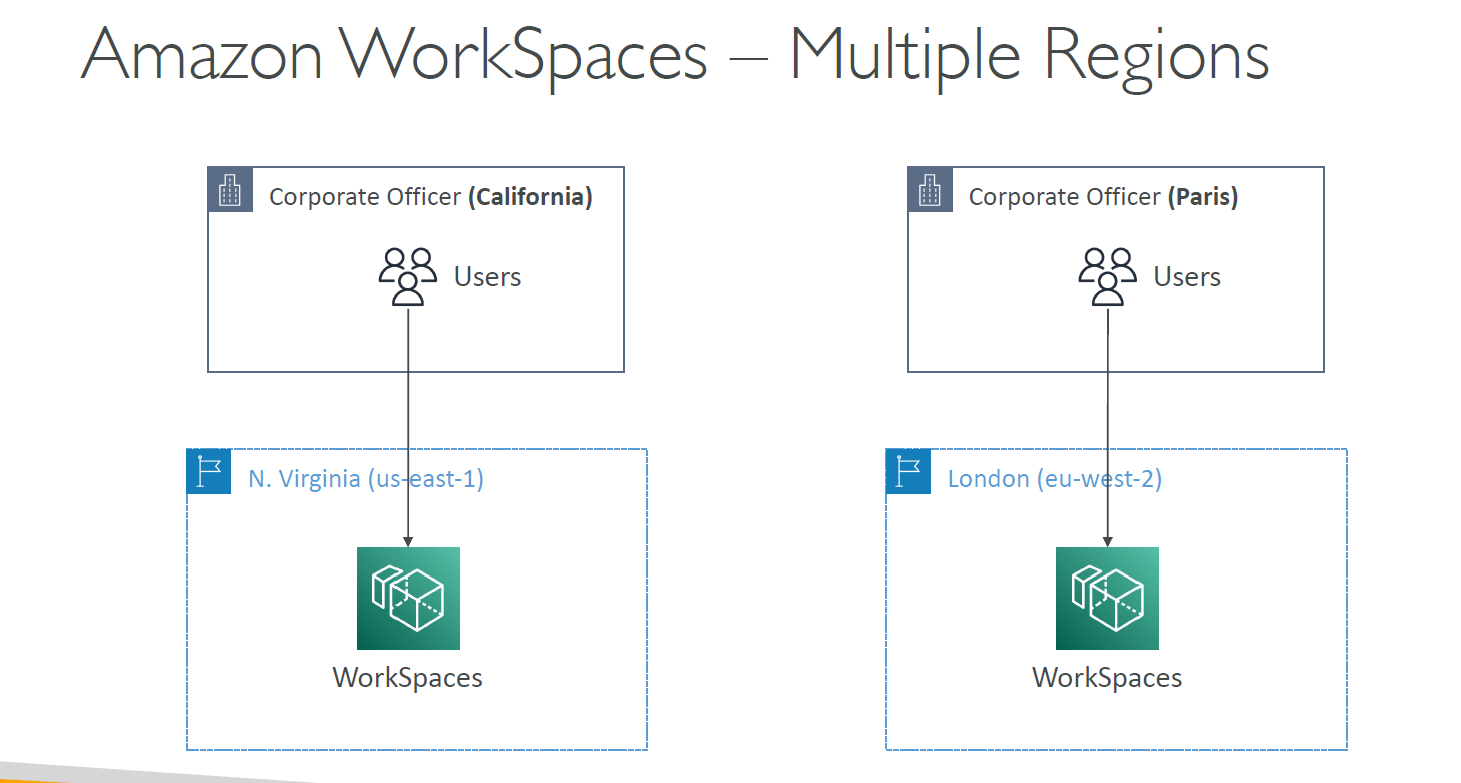 Amazon WorkSpaces – Multiple Regions
Corporate Officer (California)
Users
N. Virginia (us-east-1)
WorkSpaces
Corporate Officer (Paris)
Users
London (eu-west-2)
WorkSpaces